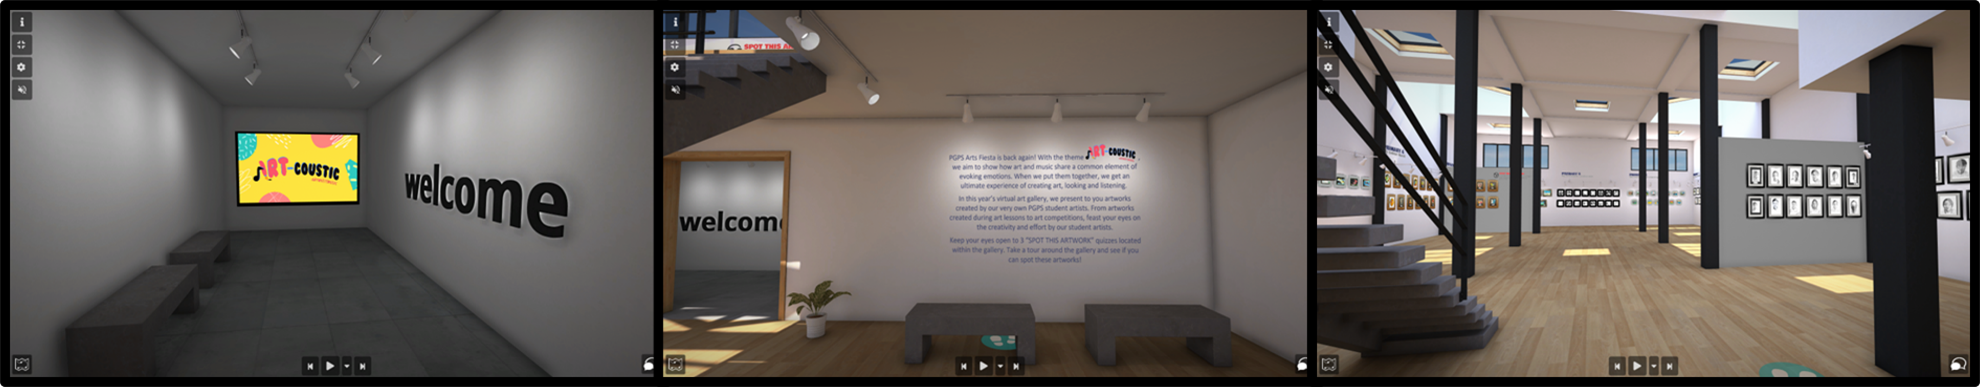 ART-COUSTIC
welcome
SPOT THIS A
welcome
PGPS Arts Fiesta is back again! With the theme ART-COUSTIC,
we aim to show how art and music share a common element of
evoking emotions. When we put them together, we get an
ultimate experience of creating art, looking and listening.
In this year's virtual art gallery, we present to you artworks
created by our very own PGPS student artists. From artworks
created during art lessons to art competitions, feast your eyes on
the creativity and effort by our student artists.
Keep your eyes open to 3 "SPOT THIS ARTWORK" quizzes located
within the gallery. Take a tour around the gallery and see if you
can spot these artworks!